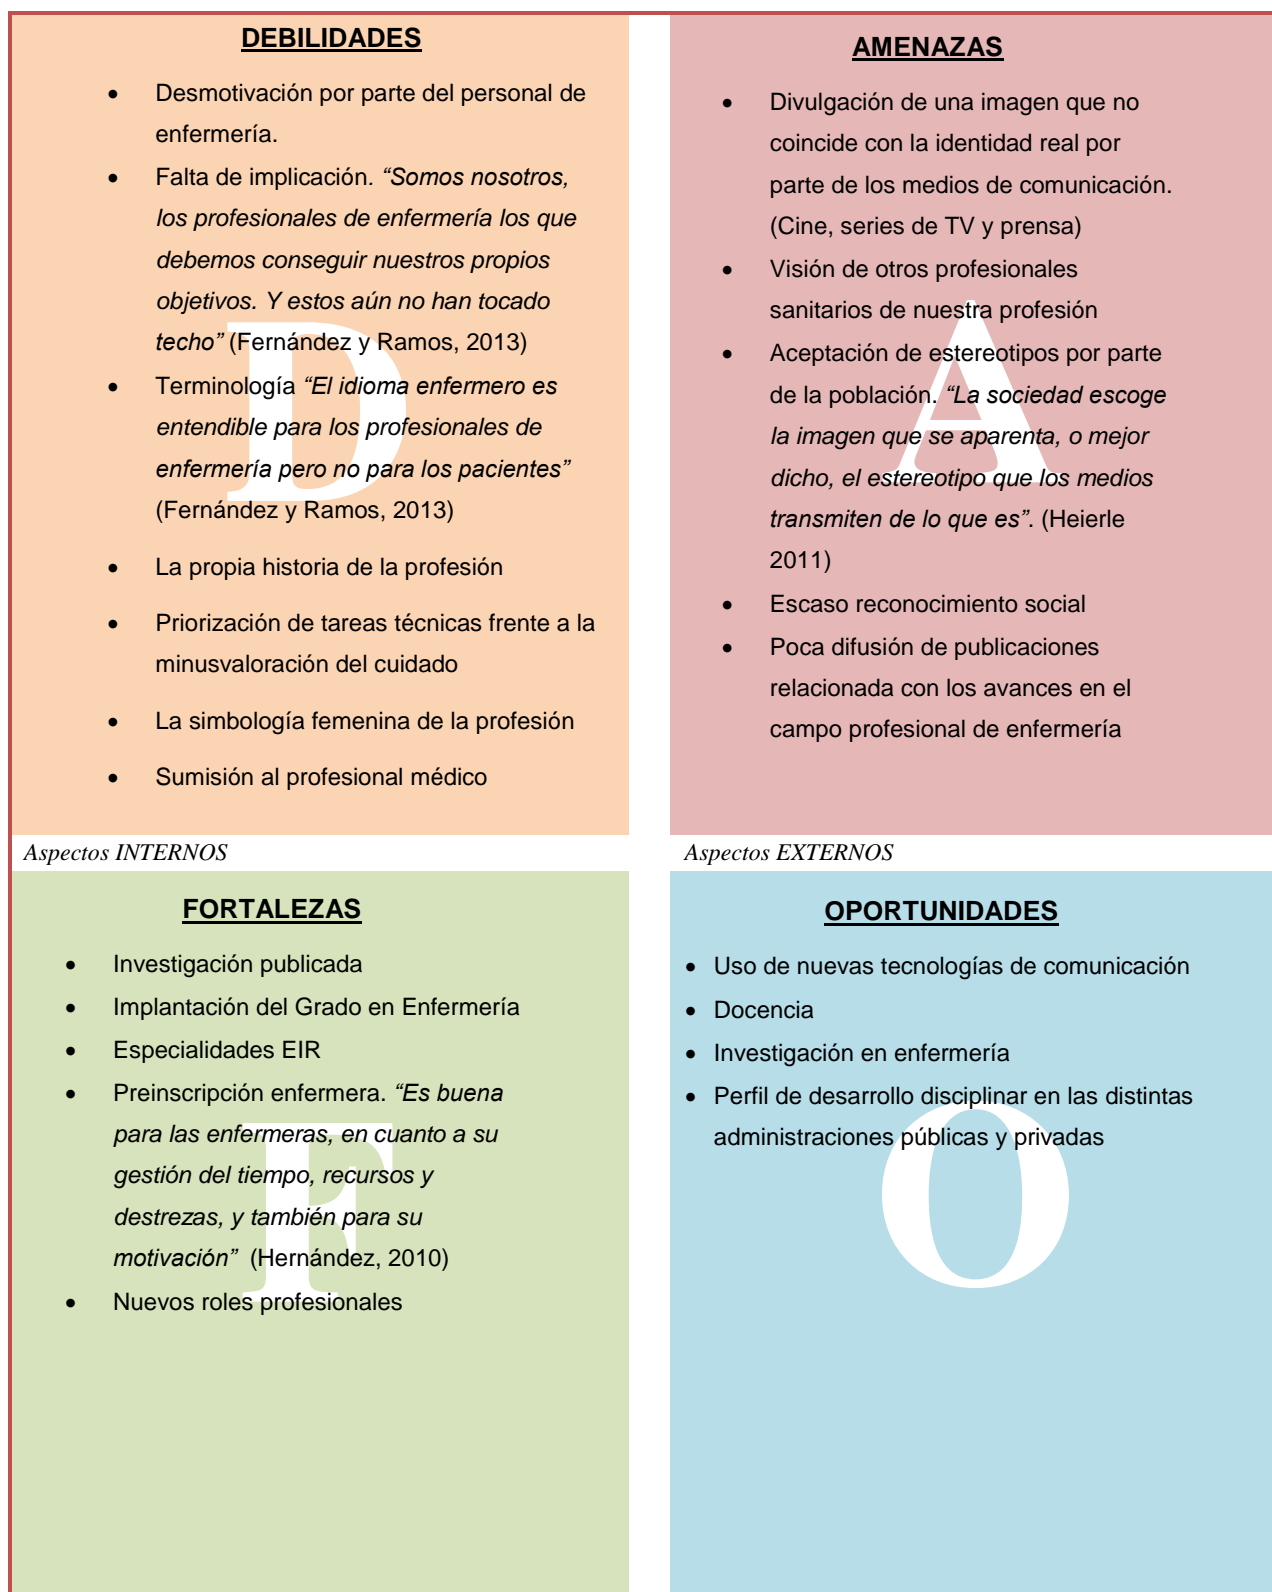 DEBILIDADES
• Desmotivación por parte del personal de
enfermería.
• Falta de implicación. “Somos nosotros,
los profesionales de enfermería los que
debemos conseguir nuestros propios
objetivos. Y estos aún no han tocado
techo” (Fernández y Ramos, 2013)
• Terminología “El idioma enfermero es
entendible para los profesionales de
enfermería pero no para los pacientes”
(Fernández y Ramos, 2013)
• La propia historia de la profesión
• Priorización de tareas técnicas frente a la
minusvaloración del cuidado
• La simbología femenina de la profesión
• Sumisión al profesional médico
D
AMENAZAS
• Divulgación de una imagen que no
coincide con la identidad real por
parte de los medios de comunicación.
(Cine, series de TV y prensa)
• Visión de otros profesionales
sanitarios de nuestra profesión
• Aceptación de estereotipos por parte
de la población. “La sociedad escoge
la imagen que se aparenta, o mejor
dicho, el estereotipo que los medios
transmiten de lo que es”. (Heierle
2011)
• Escaso reconocimiento social
• Poca difusión de publicaciones
relacionada con los avances en el
campo profesional de enfermería
A
Aspectos INTERNOS
Aspectos EXTERNOS
FORTALEZAS
• Investigación publicada
• Implantación del Grado en Enfermería
• Especialidades EIR
• Preinscripción enfermera. “Es buena
para las enfermeras, en cuanto a su
gestión del tiempo, recursos y
destrezas, y también para su
motivación” (Hernández, 2010)
• Nuevos roles profesionales
F
OPORTUNIDADES
• Uso de nuevas tecnologías de comunicación
• Docencia
• Investigación en enfermería
• Perfil de desarrollo disciplinar en las distintas
administraciones públicas y privadas
O